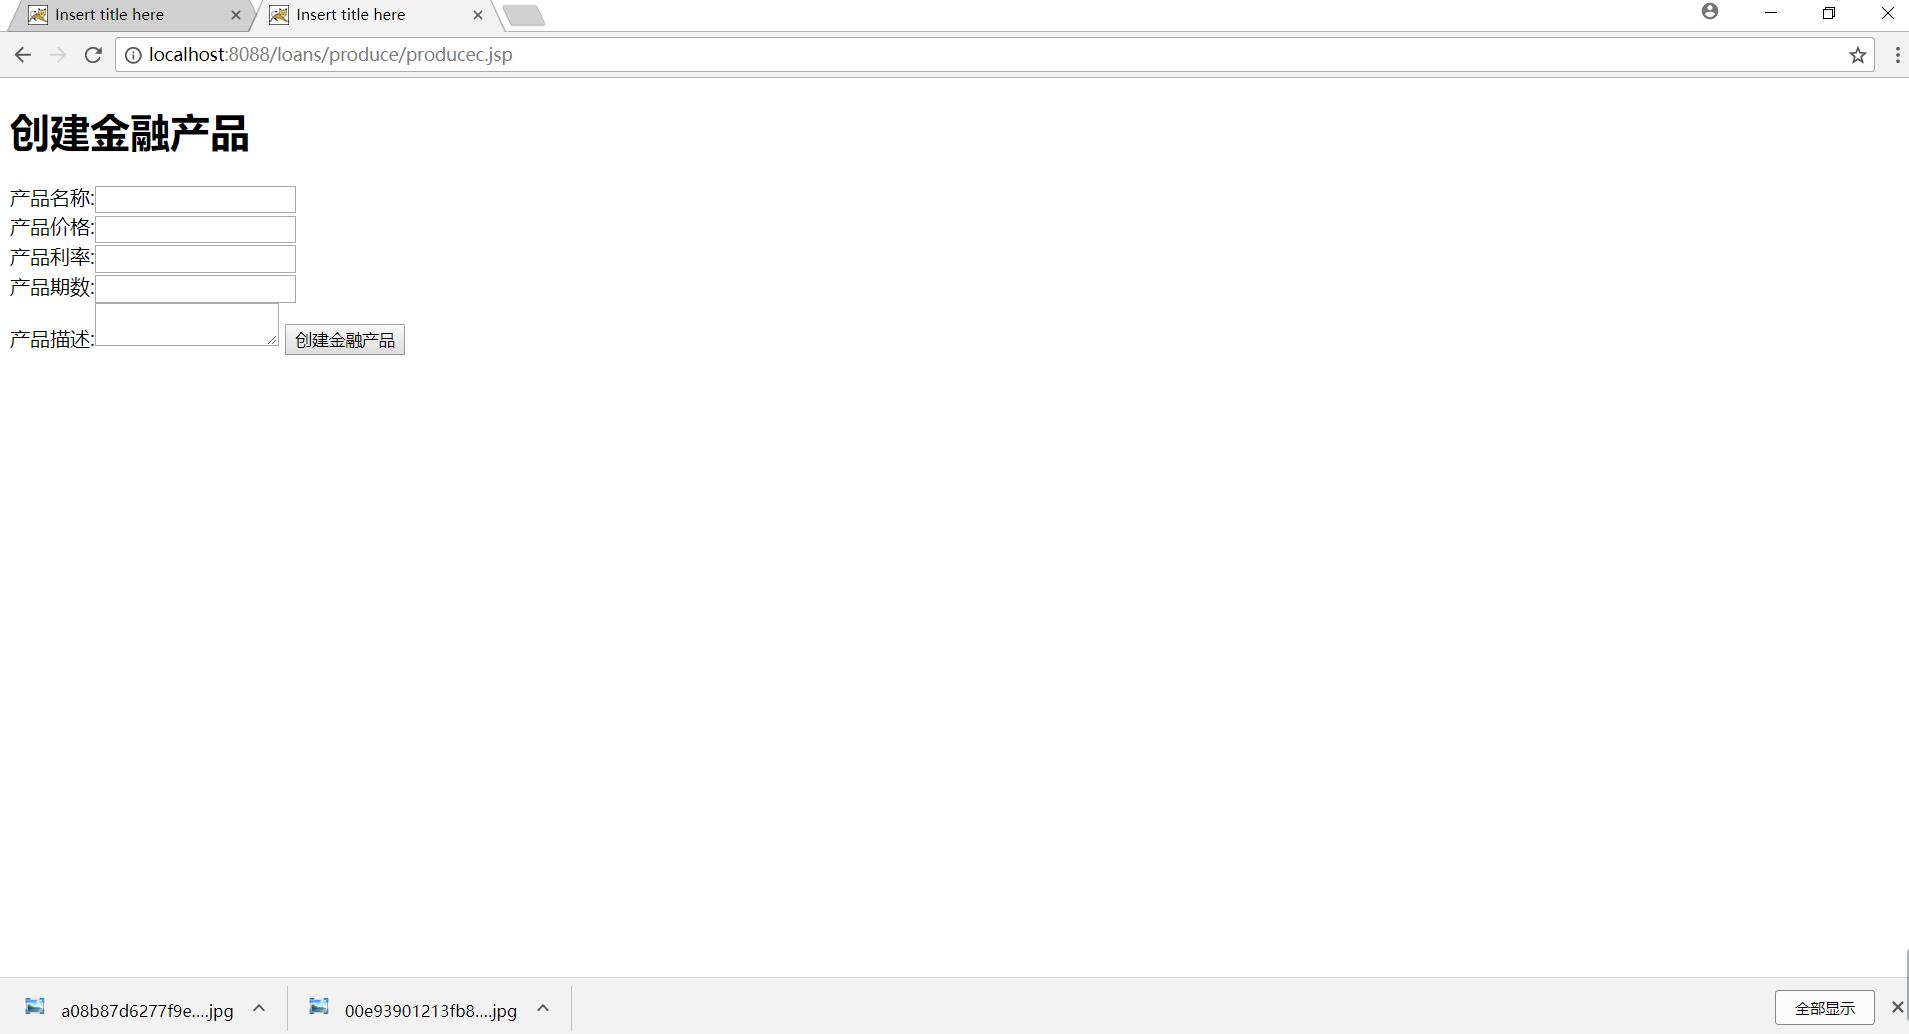 Insert title here
Insert title here
localhost:8088/loans/produce/producec.jsp
创建金融产品
产品名称:
产品价格:
产品利率:
产品期数:
产品描述: 创建金融产品
a08b87d6277f9e....jpg
00e93901213fb8....jpg
全部显示